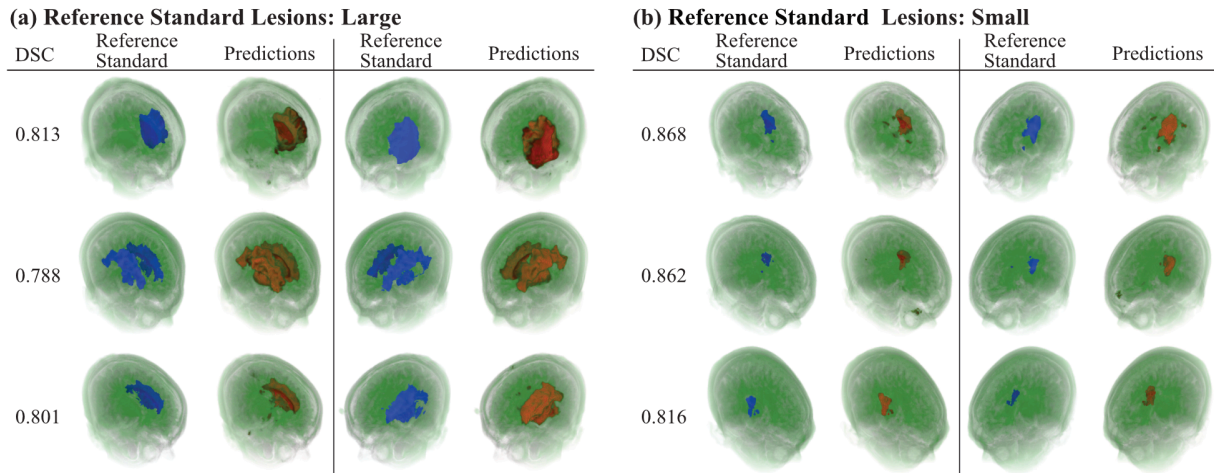 (a) Reference Standard Lesions: Large
DSC Reference Standard Predictions Reference Standard Predictions
0.813
0.788
0.801
(b) Reference Standard Lesions: Small
DSC Reference Standard Predictions Reference Standard Predictions
0.868
0.862
0.816